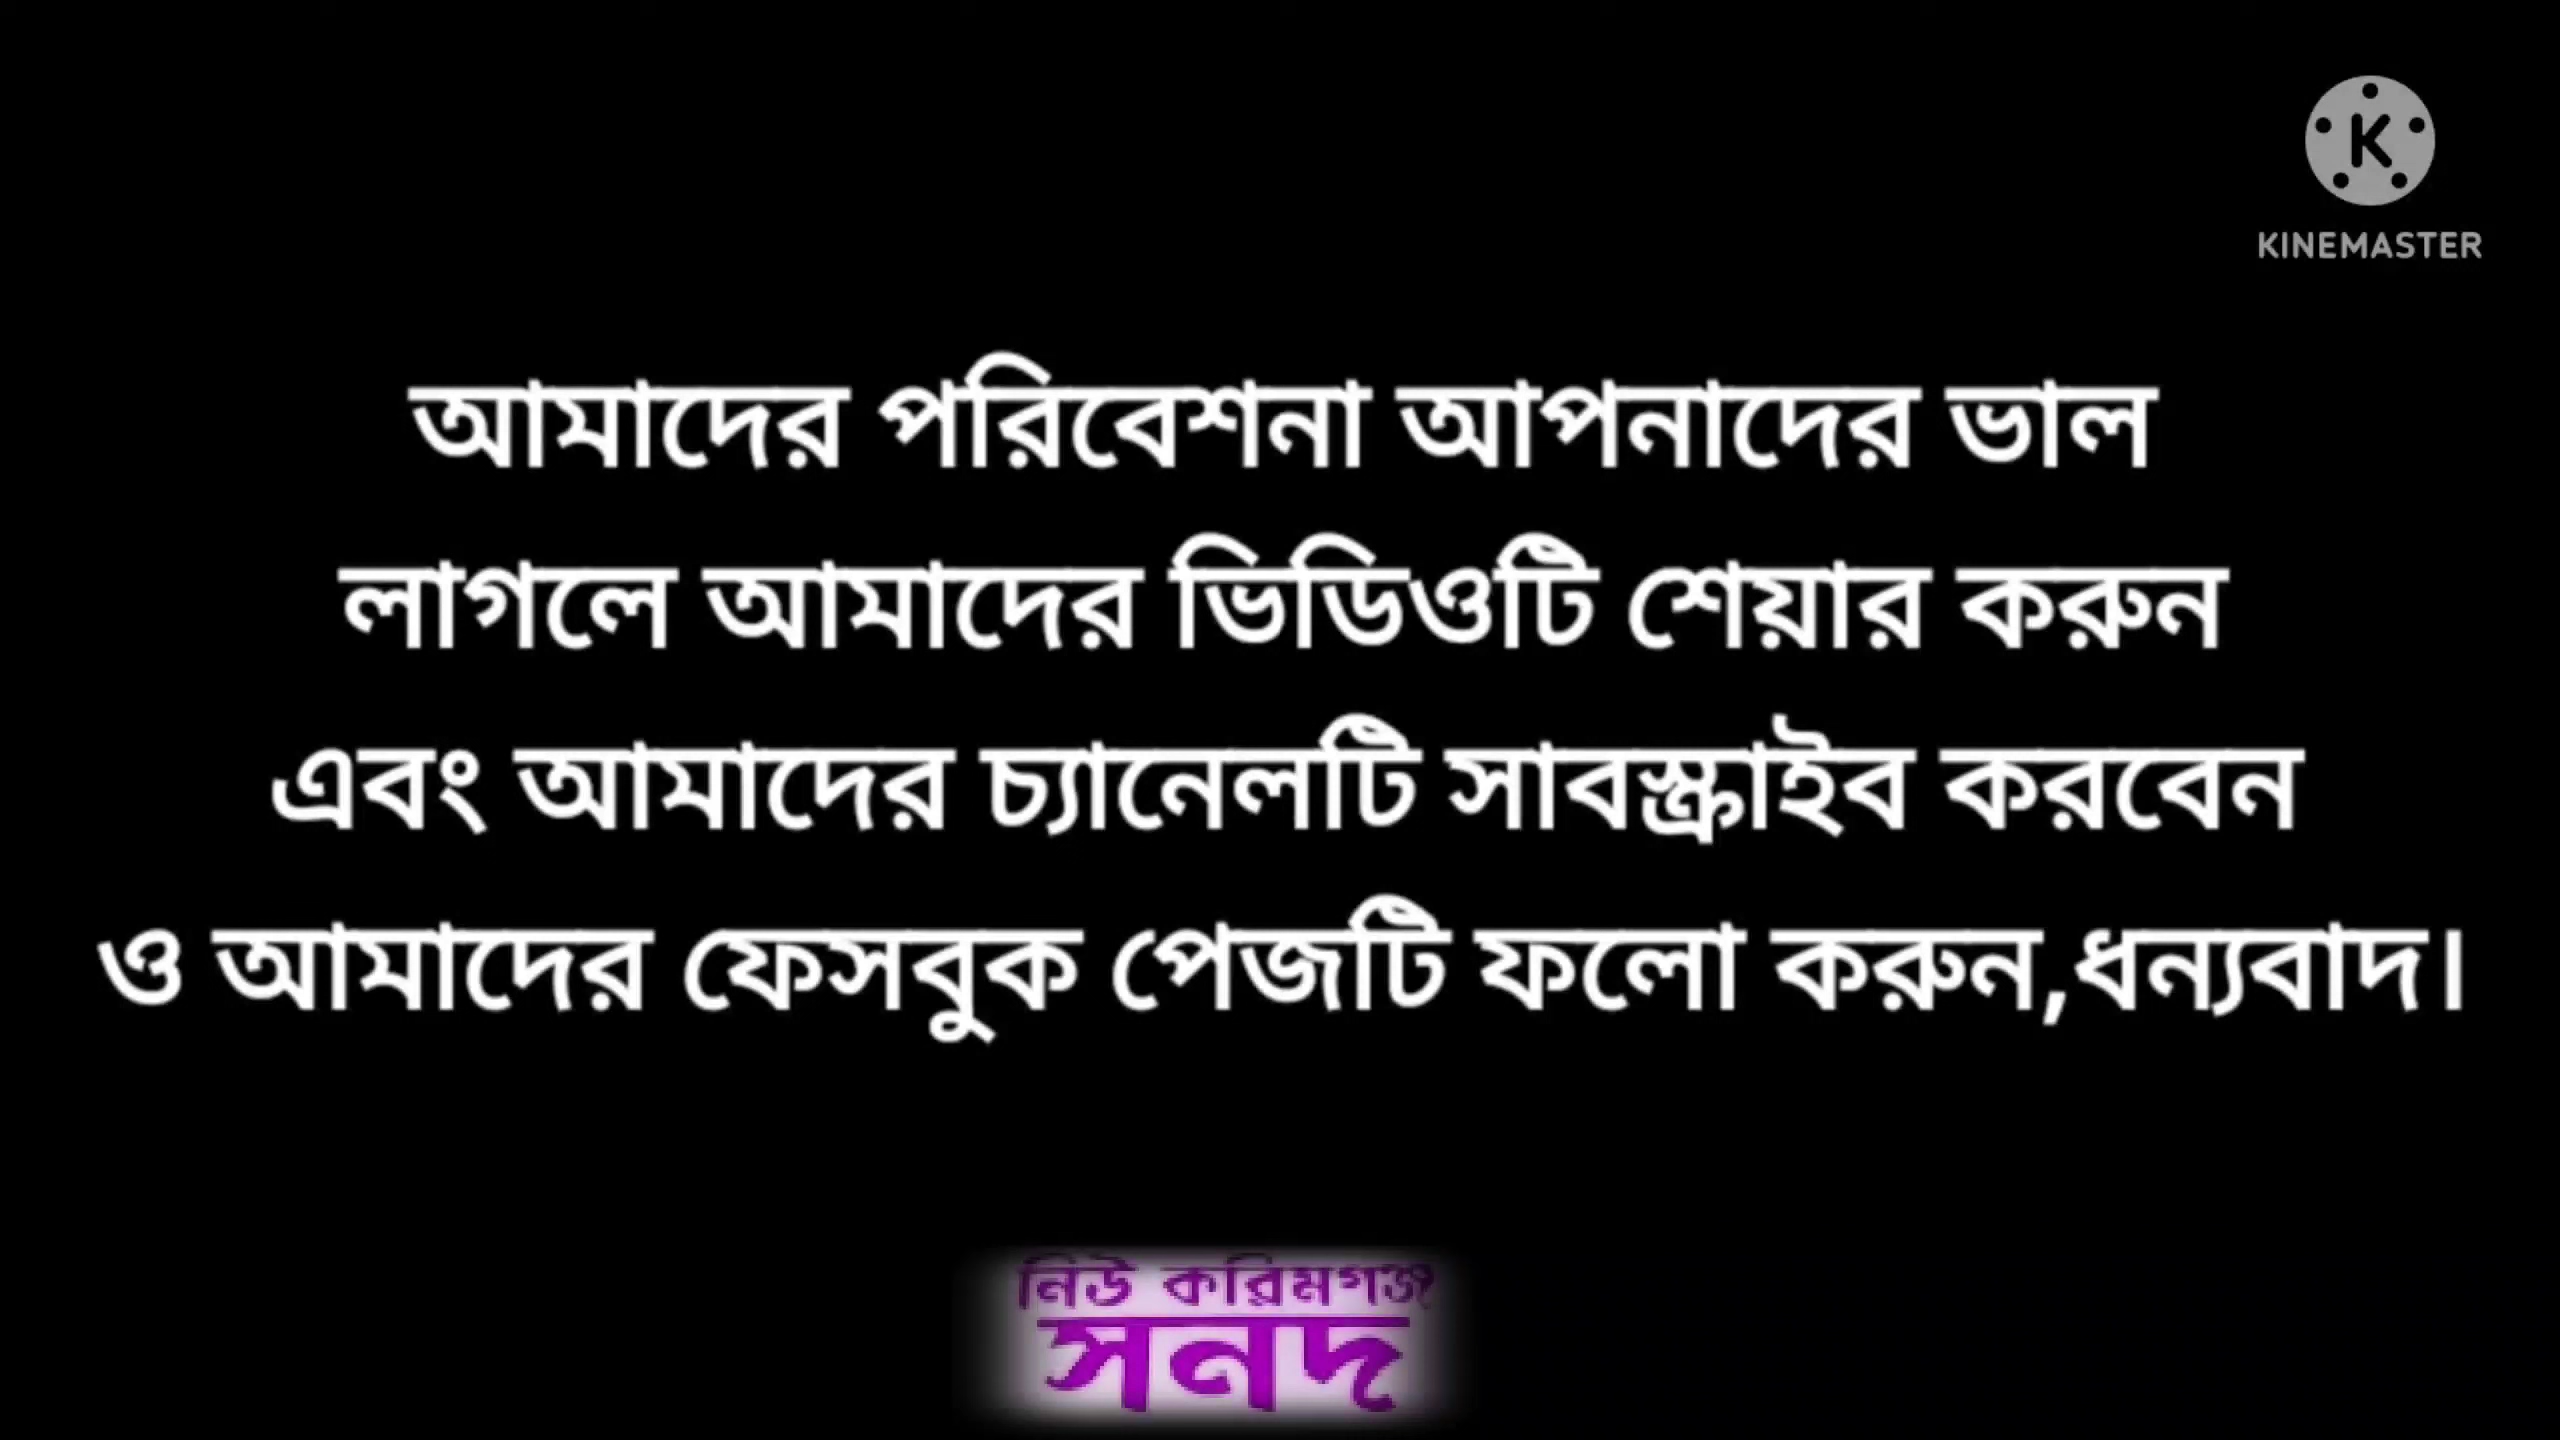 KINEMASTER
আমাদের পরিবেশনা আপনাদের ভাল
লাগলে আমাদের ভিডিওটি শেয়ার করুন
এবং আমাদের চ্যানেলটি সাবস্ক্রাইব করবেন
ও আমাদের ফেসবুক পেজটি ফলো করুন,ধন্যবাদ।
নিউ করিমগঞ্জ
সনদ